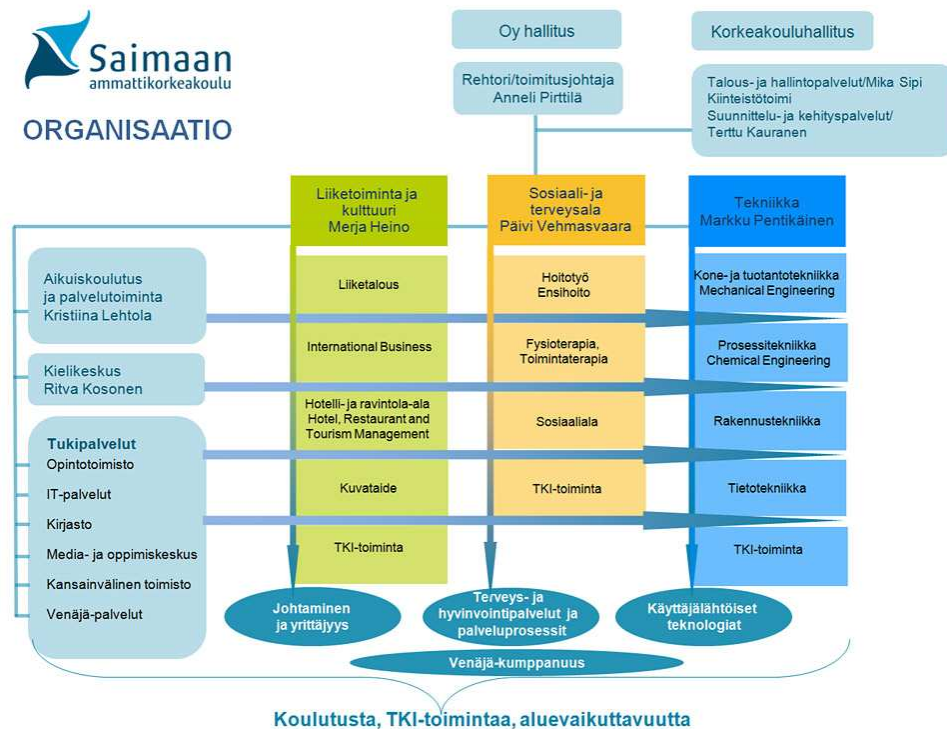 Saimaan
ammattikorkeakoulu
ORGANISAATIO
Oy hallitus
Korkeakouluhallitus
Rehtori/toimitusjohtaja
Anneli Pirttilä
Talous- ja hallintopalvelut/Mika Sipi
Kiinteistötoimi
Suunnittelu- ja kehityspalvelut/
Terttu Kauranen
Liiketoiminta ja
kulttuuri
Merja Heino
Sosiaali- ja
terveysala
Päivi Vehmasvaara
Tekniikka
Markku Pentikäinen
Aikuiskoulutus
ja palvelutoiminta
Kristiina Lehtola
Kielikeskus
Ritva Kosonen
Tukipalvelut
Opintotoimisto
IT-palvelut
Kirjasto
Media- ja oppimiskeskus
Kansainvälinen toimisto
Venäjä-palvelut
Liiketalous
International Business
Hotelli- ja ravintola-ala
Hotel, Restaurant and
Tourism Management
Kuvataide
TKI-toiminta
Hoitotyö
Ensihoito
Fysioterapia,
Toimintaterapia
Sosiaaliala
TKI-toiminta
Kone- ja tuotantotekniikka
Mechanical Engineering
Prosessitekniikka
Chemical Engineering
Rakennustekniikka
Tietotekniikka
TKI-toiminta
Johtaminen
ja yrittäjyys
Terveys- ja
hyvinvointipalvelut ja
palveluprosessit
Käyttäjälähtöiset
teknologiat
Venäjä-kumppanuus
Koulutusta, TKI-toimintaa, aluevaikuttavuutta